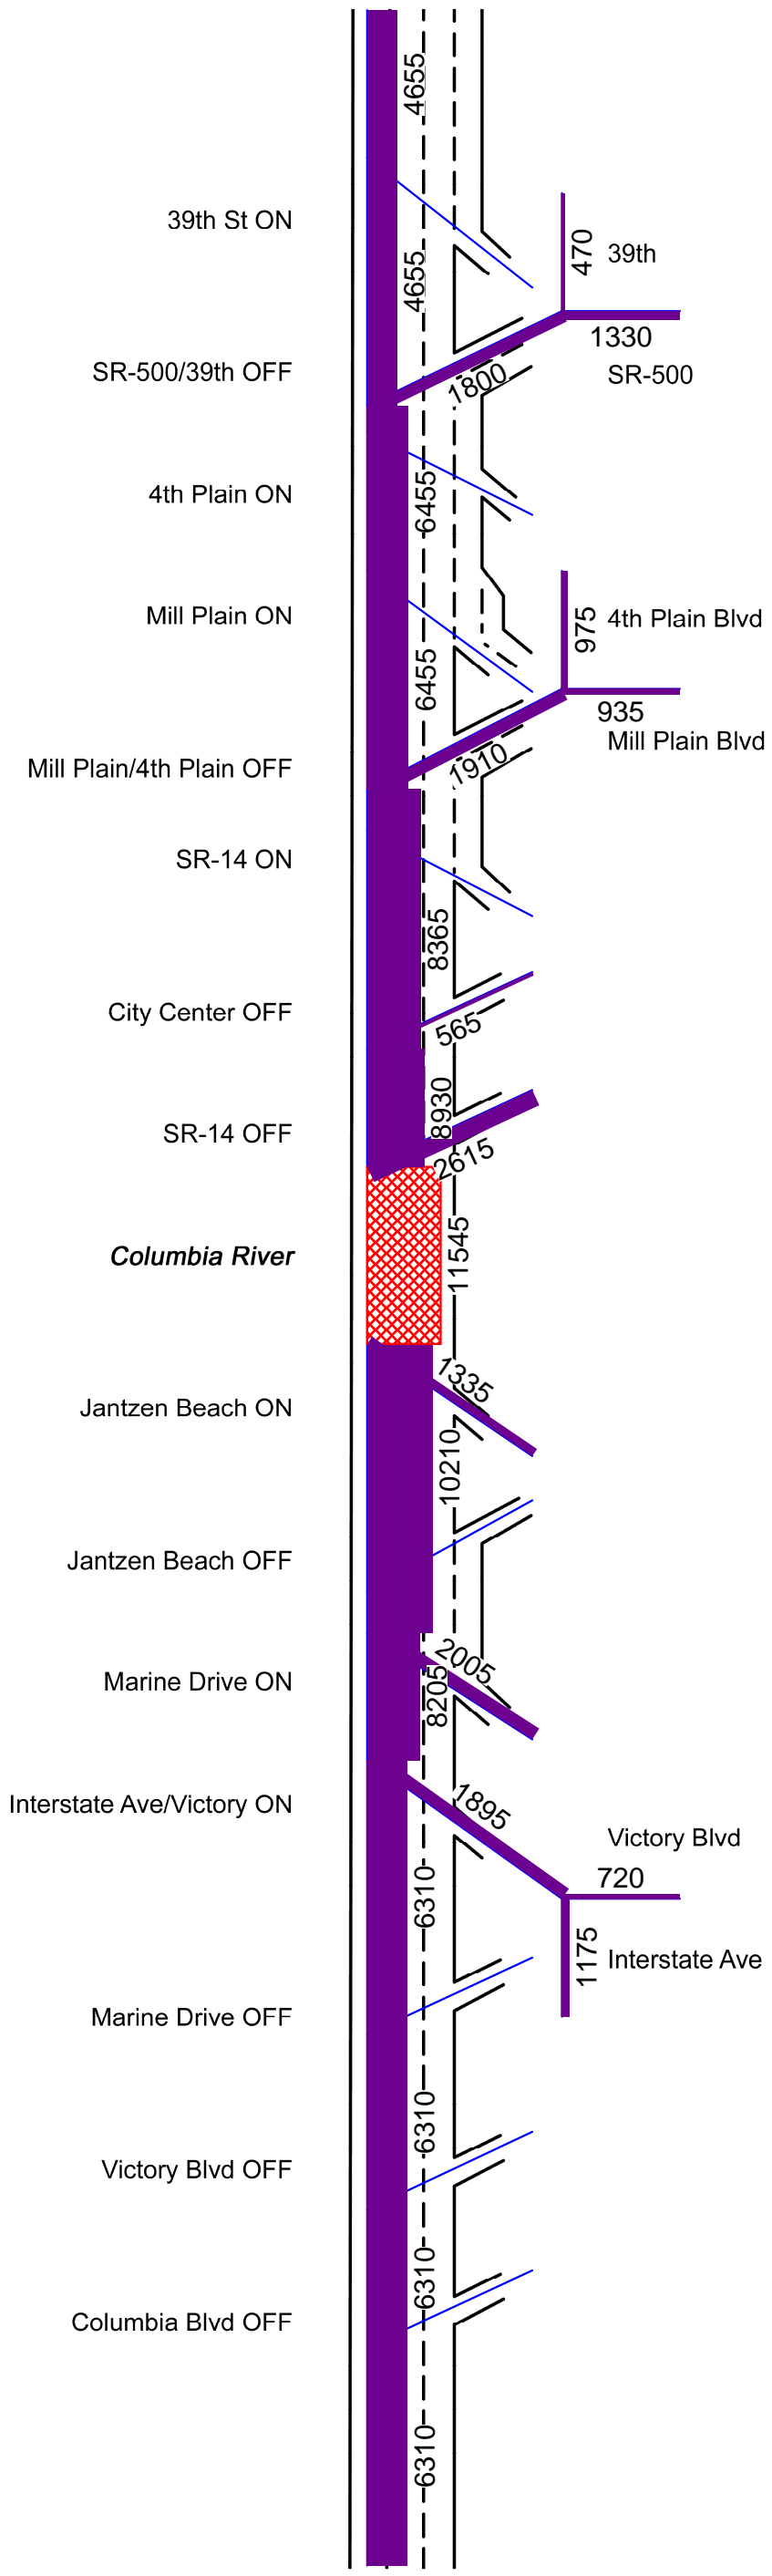 4655
39th St ON
470
39th
4655
1330
SR-500/39th OFF
1800
SR-500
4th Plain ON
6455
Mill Plain ON
975
4th Plain Blvd
6455
935
Mill Plain Blvd
Mill Plain/4th Plain OFF
1910
SR-14 ON
8365
City Center OFF
565
8930
SR-14 OFF
2615
Columbia River
11545
1335
Jantzen Beach ON
10210
Jantzen Beach OFF
2005
Marine Drive ON
8205
Interstate Ave/Victory ON
1895
Victory Blvd
720
6310
1175
Interstate Ave
Marine Drive OFF
6310
Victory Blvd OFF
6310
Columbia Blvd OFF
6310